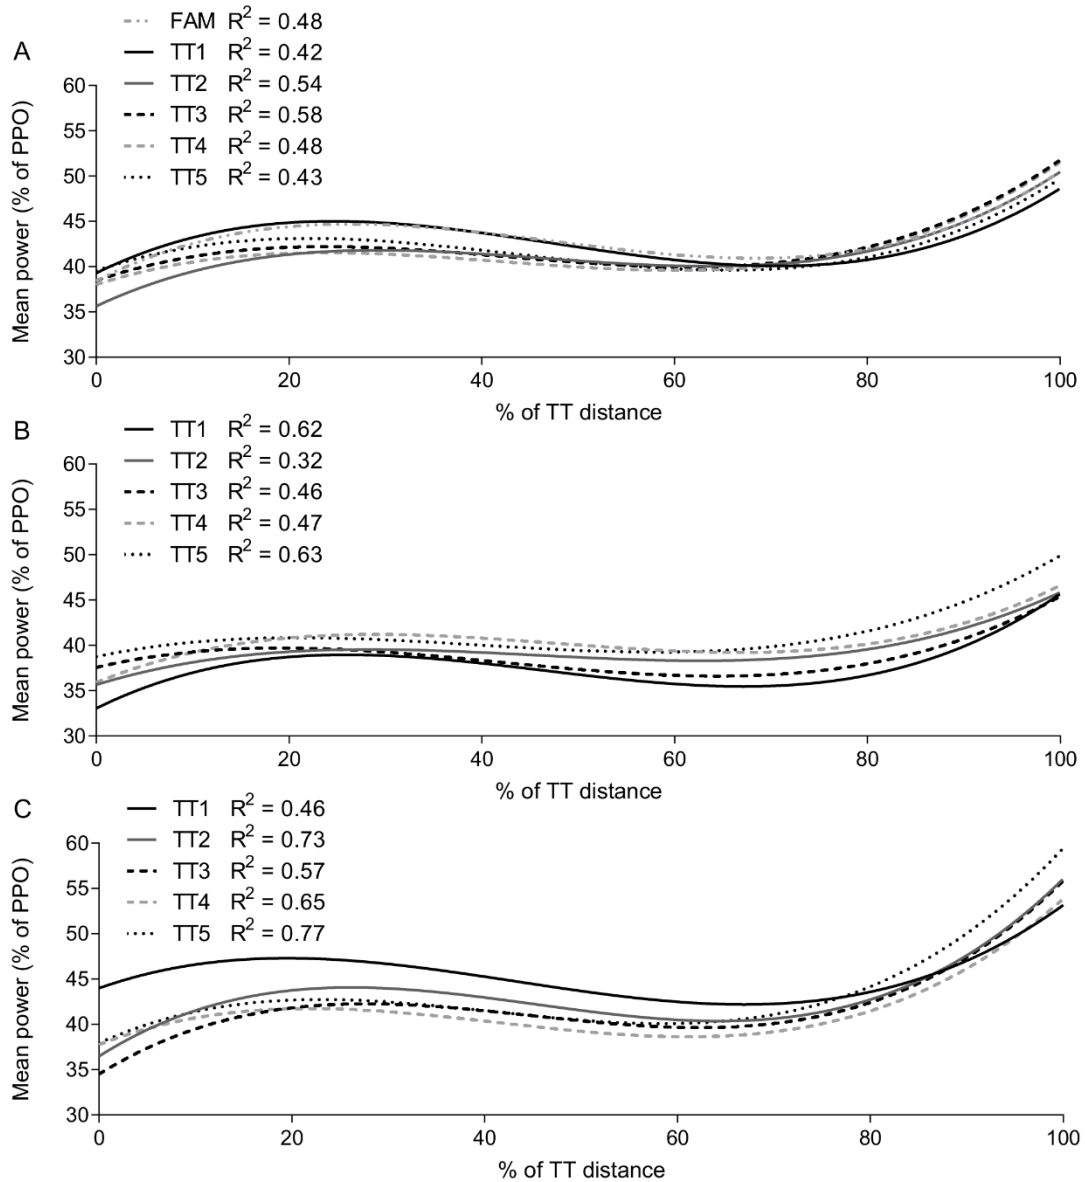 A
FAM R² = 0.48
TT1 R² = 0.42
TT2 R² = 0.54
TT3 R² = 0.58
TT4 R² = 0.48
TT5 R² = 0.43
Mean power (% of PPO)
60
55
50
45
40
35
30
0 20 40 60 80 100
% of TT distance
B
TT1 R² = 0.62
TT2 R² = 0.32
TT3 R² = 0.46
TT4 R² = 0.47
TT5 R² = 0.63
Mean power (% of PPO)
60
55
50
45
40
35
30
0 20 40 60 80 100
% of TT distance
C
TT1 R² = 0.46
TT2 R² = 0.73
TT3 R² = 0.57
TT4 R² = 0.65
TT5 R² = 0.77
Mean power (% of PPO)
60
55
50
45
40
35
30
0 20 40 60 80 100
% of TT distance